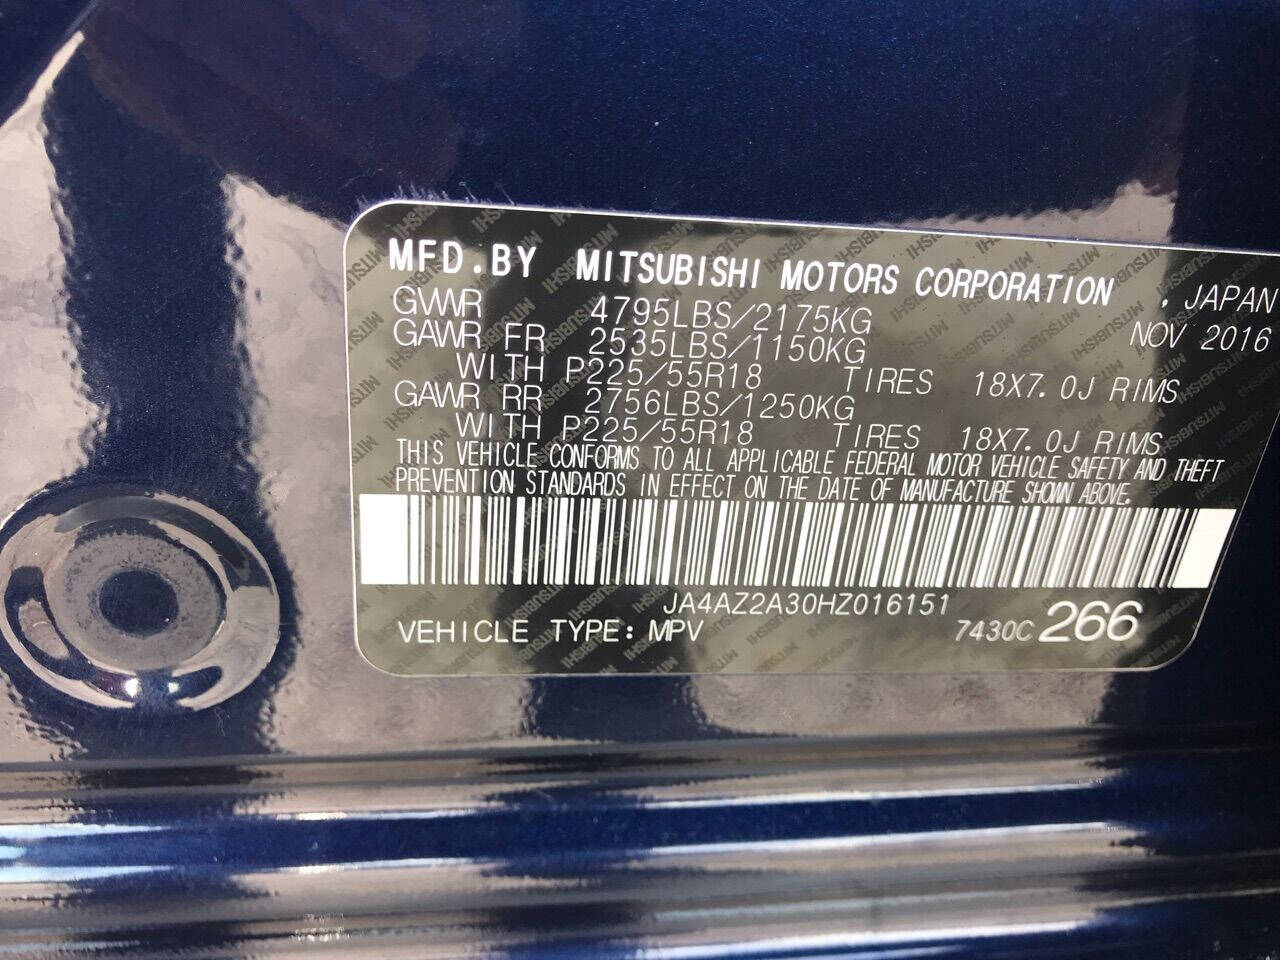 MFD.BY MITSUBISHI MOTORS CORPORATION , JAPAN
GVWR 4795LBS/2175KG NOV 2016
GAWR FR 2535LBS/1150KG
WITH P225/55R18 TIRES 18X7.0J RIMS
GAWR RR 2756LBS/1250KG
WITH P225/55R18 TIRES 18X7.0J RIMS
THIS VEHICLE CONFORMS TO ALL APPLICABLE FEDERAL MOTOR VEHICLE SAFETY AND THEFT
PREVENTION STANDARDS IN EFFECT ON THE DATE OF MANUFACTURE SHOWN ABOVE.
JA4AZ2A30HZ016151
VEHICLE TYPE: MPV 7430C 266